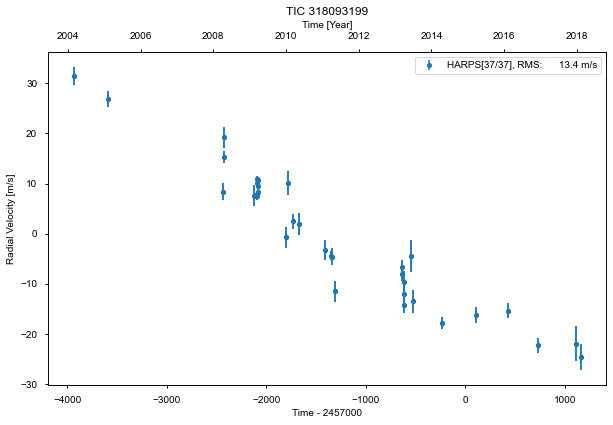 TIC 318093199
Time [Year]
2004 2006 2008 2010 2012 2014 2016 2018
HARPS[37/37], RMS: 13.4 m/s
Radial Velocity [m/s]
30
20
10
0
−10
−20
−30
−4000 −3000 −2000 −1000 0 1000
Time - 2457000